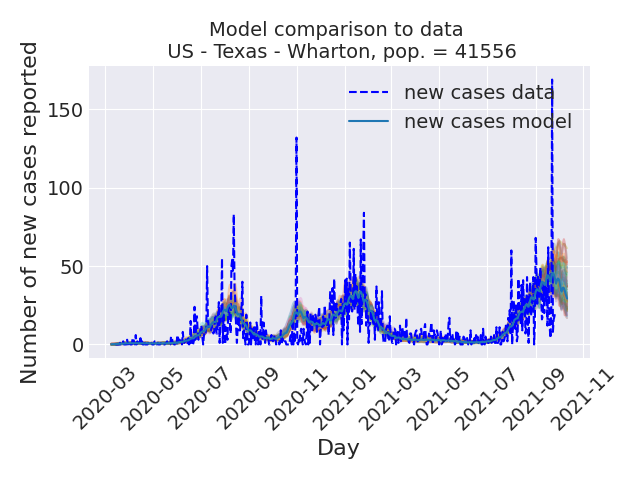 Model comparison to data
US - Texas - Wharton, pop. = 41556
new cases data
new cases model
Number of new cases reported
150
100
50
0
2020-03
2020-05
2020-07
2020-09
2020-11
2021-01
2021-03
2021-05
2021-07
2021-09
2021-11
Day